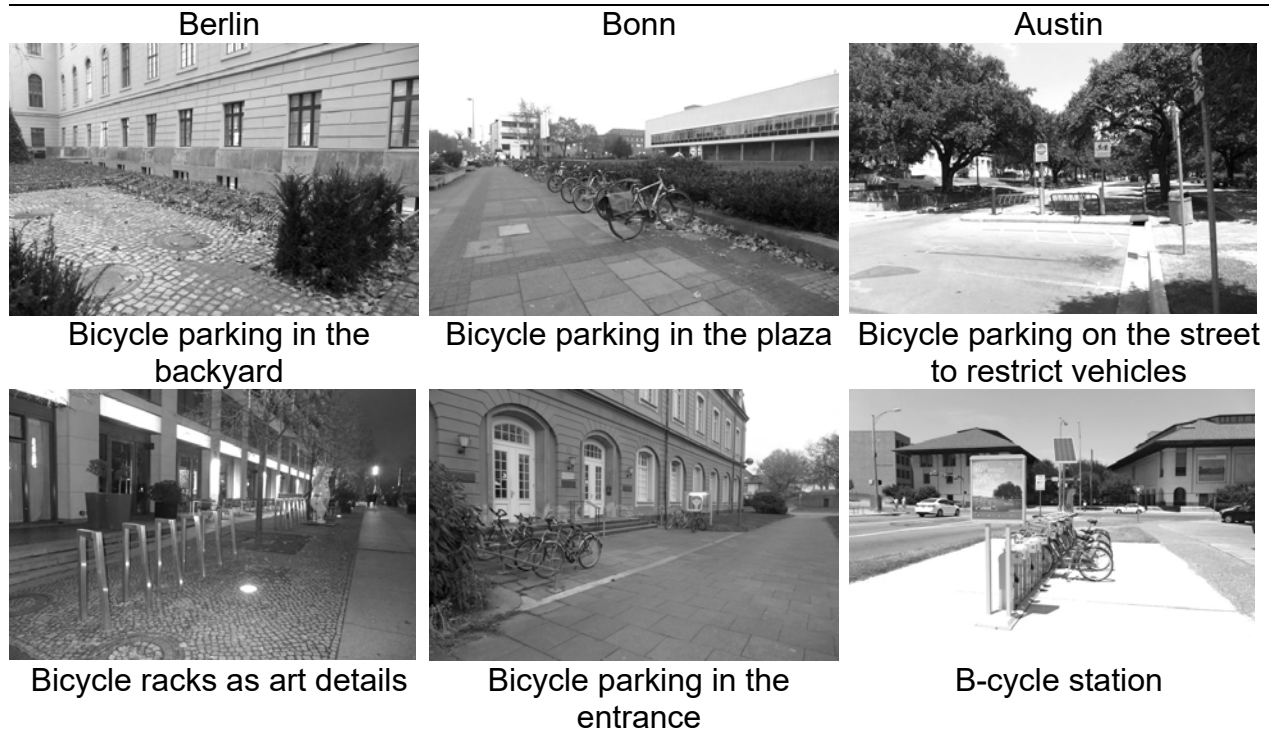 Berlin
Bonn
Austin
Bicycle parking in the
backyard
Bicycle parking in the plaza
Bicycle parking on the street
to restrict vehicles
Bicycle racks as art details
Bicycle parking in the
entrance
B-cycle station